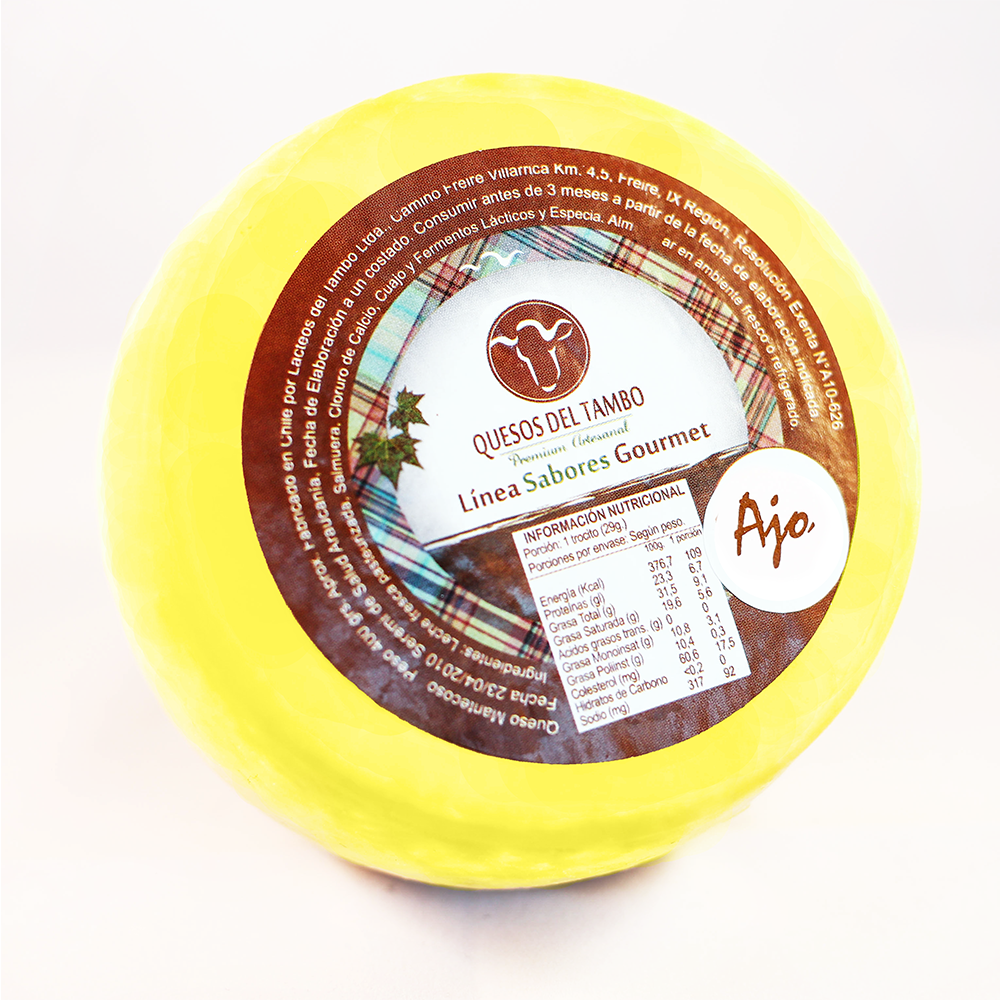 Queso Mantecoso Peso 400 grs. Aprox. Fabricado en Chile por Lacteos del Tambo Ltda., Camino Freire Villarrica Km. 4,5, Freire, IX Región, Resolución Exenta N°A10-626
Fecha 23/04/2010 Seremi de Salud Araucanía. Fecha de Elaboración a un costado. Consumir antes de 3 meses a partir de la fecha de elaboración indicada.
Ingredientes: Leche fresca pasteurizada, Salmuera, Cloruro de Calcio, Cuajo y Fermentos Lácticos y Especia. Alm ar en ambiente fresco o refrigerado.
QUESOS DEL TAMBO
Premium Artesanal
Línea Sabores Gourmet
Ajo.
INFORMACIÓN NUTRICIONAL
Porción: 1 trocito (29g.)
Porciones por envase: Según peso.
100g. 1 porción
Energía (Kcal) 376,7 109
Proteínas (g) 23,3 6,7
Grasa Total (g) 31,5 9,1
Grasa Saturada (g) 19,6 5,6
Acidos grasos trans. (g) 0 0
Grasa Monoinsat (g) 10,8 3,1
Grasa Poliinst (g) 10,4 0,3
Colesterol (mg) 60,6 17,5
Hidratos de Carbono <0,2 0
Sodio (mg) 317 92